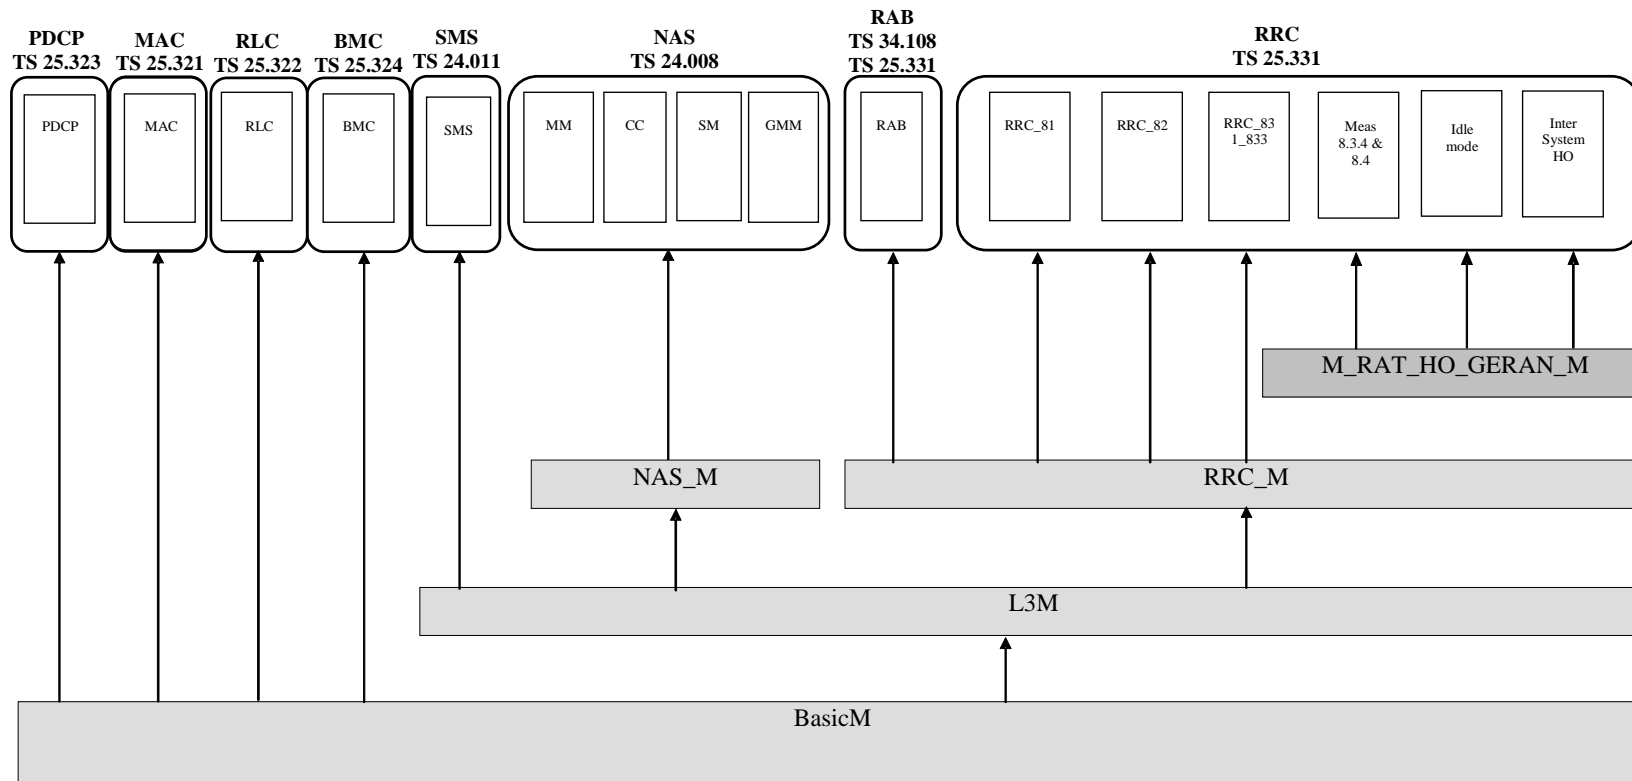 PDCP
TS 25.323
MAC
TS 25.321
RLC
TS 25.322
BMC
TS 25.324
SMS
TS 24.011
NAS
TS 24.008
RAB
TS 34.108
TS 25.331
RRC
TS 25.331
PDCP
MAC
RLC
BMC
SMS
MM
CC
SM
GMM
RAB
RRC_81
RRC_82
RRC_83
1_833
Meas
8.3.4 &
8.4
Idle
mode
Inter
System
HO
M_RAT_HO_GERAN_M
NAS_M
RRC_M
L3M
BasicM